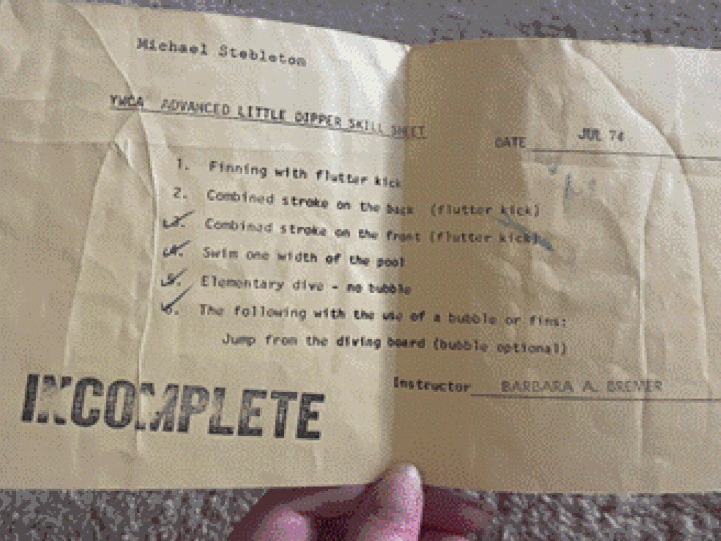 Michael Stebleton
YWCA ADVANCED LITTLE DIPPER SKILL SHEET
DATE JUL 74
1. Finning with flutter kick
2. Combined stroke on the back (flutter kick)
3. Combined stroke on the front (flutter kick)
4. Swim one width of the pool
5. Elementary dive - no bubble
6. The following with the use of a bubble or fins:
Jump from the diving board (bubble optional)
Instructor BARBARA A. BREMER
INCOMPLETE